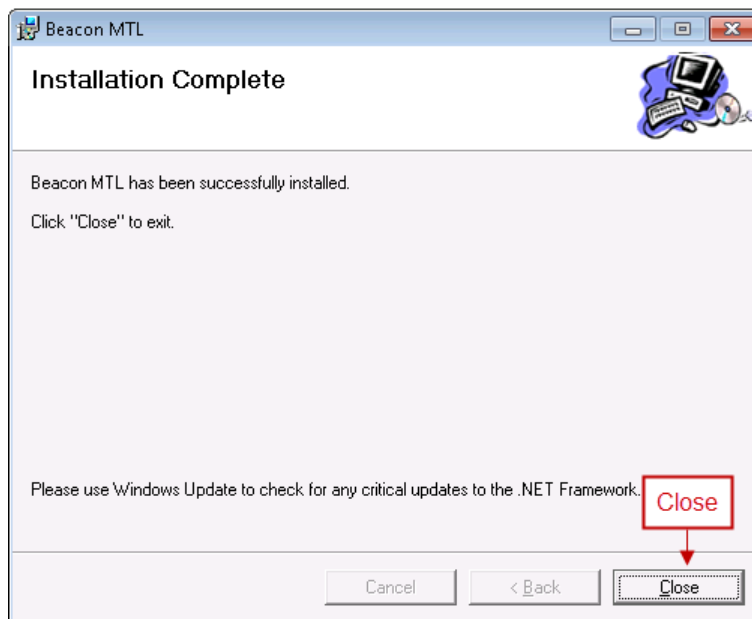 Beacon MTL
Installation Complete
Beacon MTL has been successfully installed.
Click "Close" to exit.
Please use Windows Update to check for any critical updates to the .NET Framework.
Close
Cancel
< Back
Close